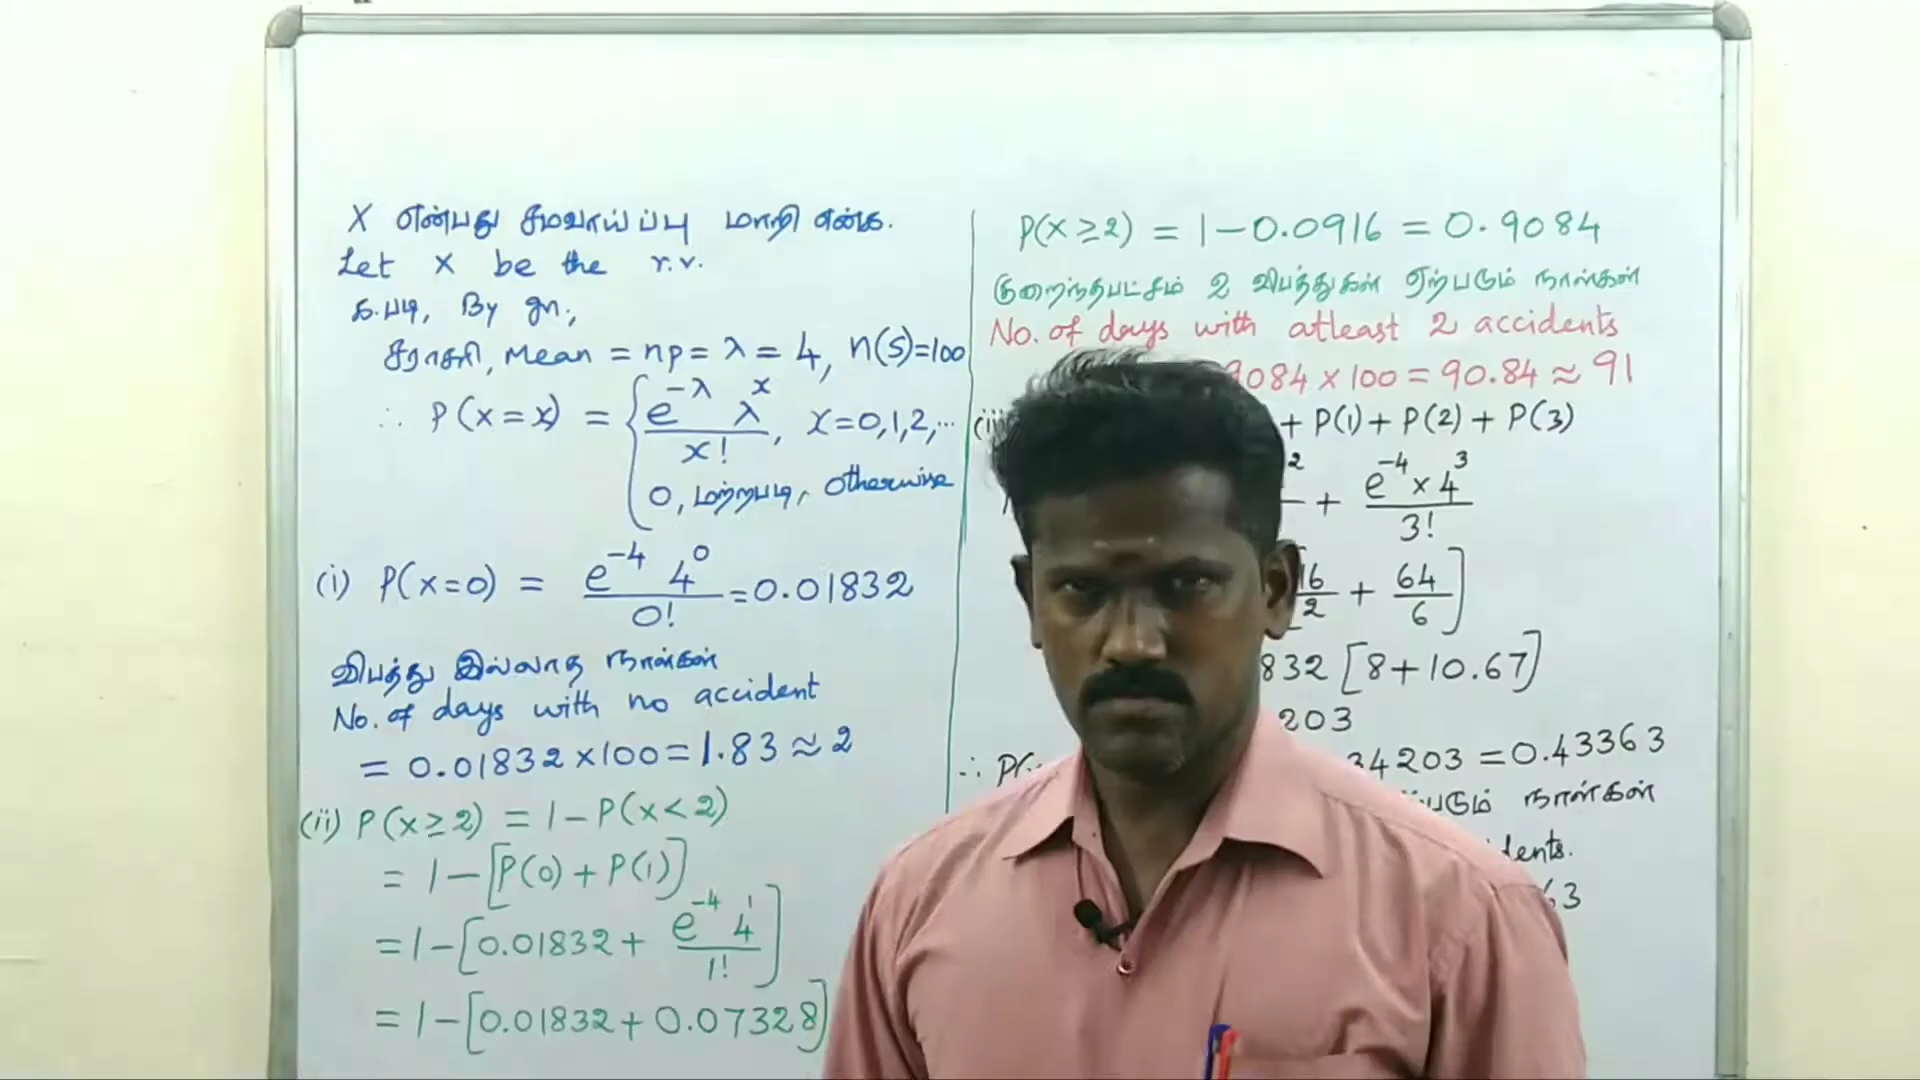 X என்பது சமவாய்ப்பு மாறி என்க.
Let X be the r.v.
க.படி, By gn.,
சராசரி, Mean = np = λ = 4, n(S)=100
∴ P(X=x) = { e^-λ λ^x / x! , x=0,1,2,...
0, மற்றபடி, Otherwise
(i) P(X=0) = e^-4 4^0 / 0! = 0.01832
விபத்து இல்லாத நாள்கள்
No. of days with no accident
= 0.01832 × 100 = 1.83 ≈ 2
(ii) P(X ≥ 2) = 1 – P(X < 2)
= 1 – [P(0) + P(1)]
= 1 – [0.01832 + e^-4 4^1 / 1!]
= 1 – [0.01832 + 0.07328]
P(X ≥ 2) = 1 – 0.0916 = 0.9084
குறைந்தபட்சம் 2 விபத்துகள் ஏற்படும் நாள்கள்
No. of days with atleast 2 accidents
9084 × 100 = 90.84 ≈ 91
+ P(1) + P(2) + P(3)
+ e^-4 × 4^3 / 3!
16/2 + 64/6]
832 [8 + 10.67]
203
∴ P( 34203 = 0.43363
நாள்கள்